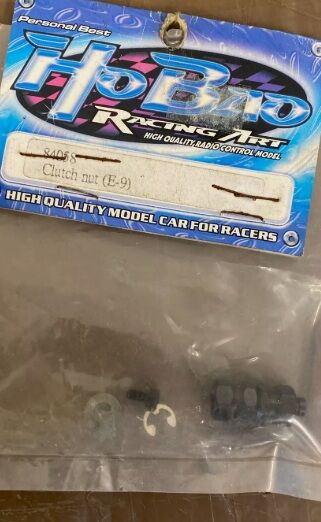 Personal Best
HoBao
Racing Art
HIGH QUALITY RADIO CONTROL MODEL
84058
Clutch nut (E-9)
HIGH QUALITY MODEL CAR FOR RACERS